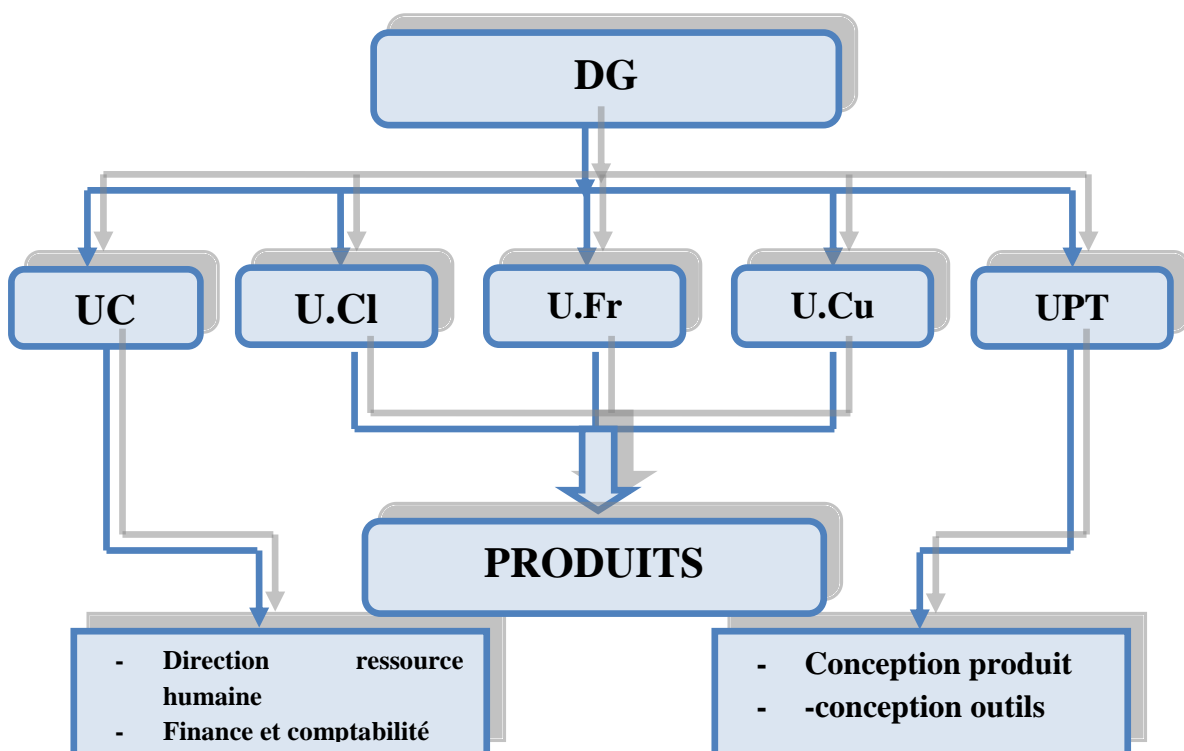 DG
UC
U.Cl
U.Fr
U.Cu
UPT
PRODUITS
- Direction ressource
humaine
- Finance et comptabilité
- Conception produit
- -conception outils